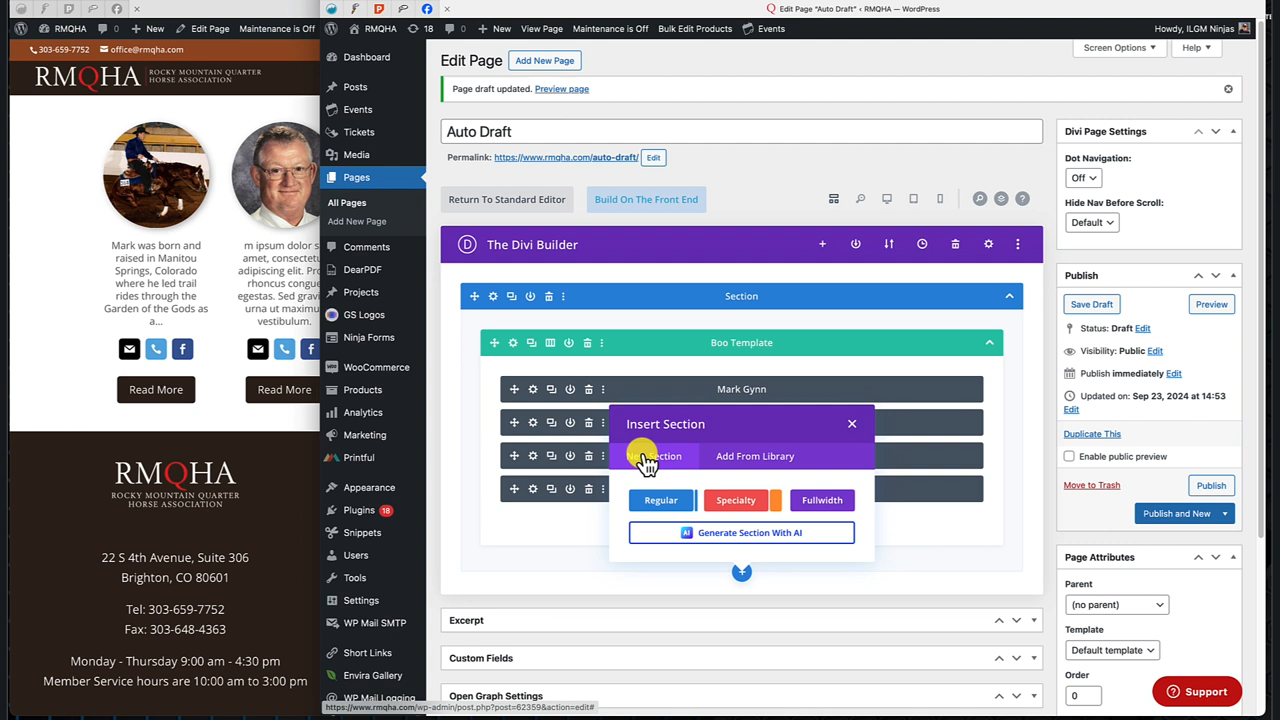 Edit Page "Auto Draft" ‹ RMQHA — WordPress
RMQHA
0
New
Edit Page
Maintenance is Off
RMQHA
18
0
New
View Page
Maintenance is Off
Bulk Edit Products
Events
Howdy, ILGM Ninjas
303-659-7752
office@rmqha.com
RMQHA
ROCKY MOUNTAIN QUARTER
HORSE ASSOCIATION
Mark was born and
raised in Manitou
Springs, Colorado
where he led trail
rides through the
Garden of the Gods as
a...
Read More
m ipsum dolor s
amet, consectetu
adipiscing elit. Pro
rhoncus congue
egestas. Sed gravi
urna ut maximu
vestibulum.
Read More
RMQHA
ROCKY MOUNTAIN QUARTER
HORSE ASSOCIATION
22 S 4th Avenue, Suite 306
Brighton, CO 80601
Tel: 303-659-7752
Fax: 303-648-4363
Monday - Thursday 9:00 am - 4:30 pm
Member Service hours are 10:00 am to 3:00 pm
Dashboard
Posts
Events
Tickets
Media
Pages
All Pages
Add New Page
Comments
DearPDF
Projects
GS Logos
Ninja Forms
WooCommerce
Products
Analytics
Marketing
Printful
Appearance
Plugins 18
Snippets
Users
Tools
Settings
WP Mail SMTP
Short Links
Envira Gallery
WP Mail Logging
Edit Page
Add New Page
Screen Options
Help
Page draft updated. Preview page
Auto Draft
Permalink: https://www.rmqha.com/auto-draft/ Edit
Return To Standard Editor
Build On The Front End
The Divi Builder
Section
Boo Template
Mark Gynn
Insert Section
Section
Add From Library
Regular
Specialty
Fullwidth
AI Generate Section With AI
Excerpt
Custom Fields
Open Graph Settings
Divi Page Settings
Dot Navigation:
Off
Hide Nav Before Scroll:
Default
Publish
Save Draft
Preview
Status: Draft Edit
Visibility: Public Edit
Publish immediately Edit
Updated on: Sep 23, 2024 at 14:53
Edit
Duplicate This
Enable public preview
Move to Trash
Publish
Publish and New
Page Attributes
Parent
(no parent)
Template
Default template
Order
0
Support
https://www.rmqha.com/wp-admin/post.php?post=62359&action=edit#